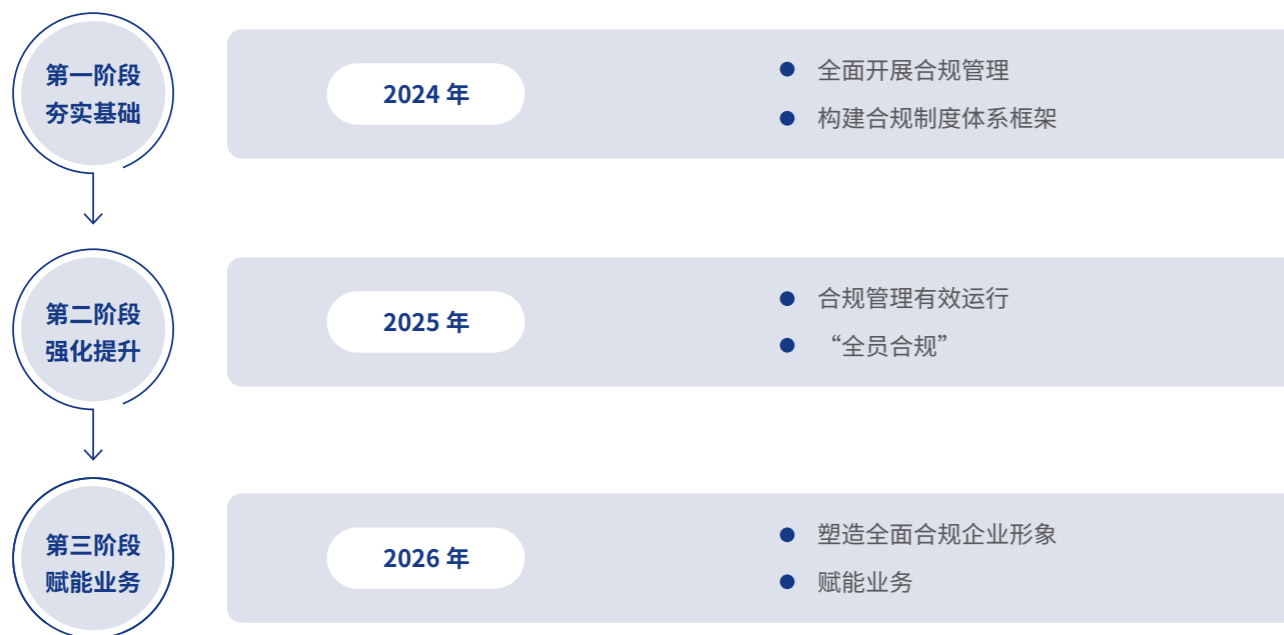 第一阶段
夯实基础
2024 年
全面开展合规管理
构建合规制度体系框架
第二阶段
强化提升
2025 年
合规管理有效运行
“全员合规”
第三阶段
赋能业务
2026 年
塑造全面合规企业形象
赋能业务